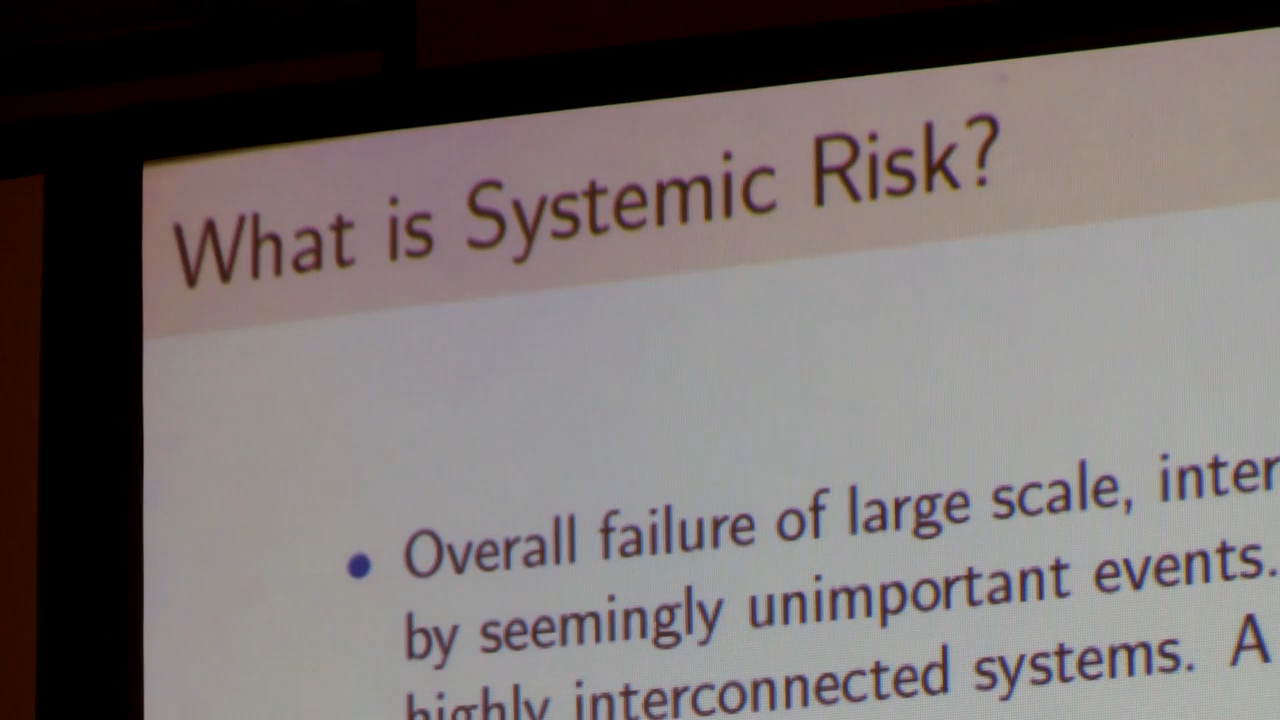 What is Systemic Risk?
• Overall failure of large scale, inter
by seemingly unimportant events.
highly interconnected systems. A